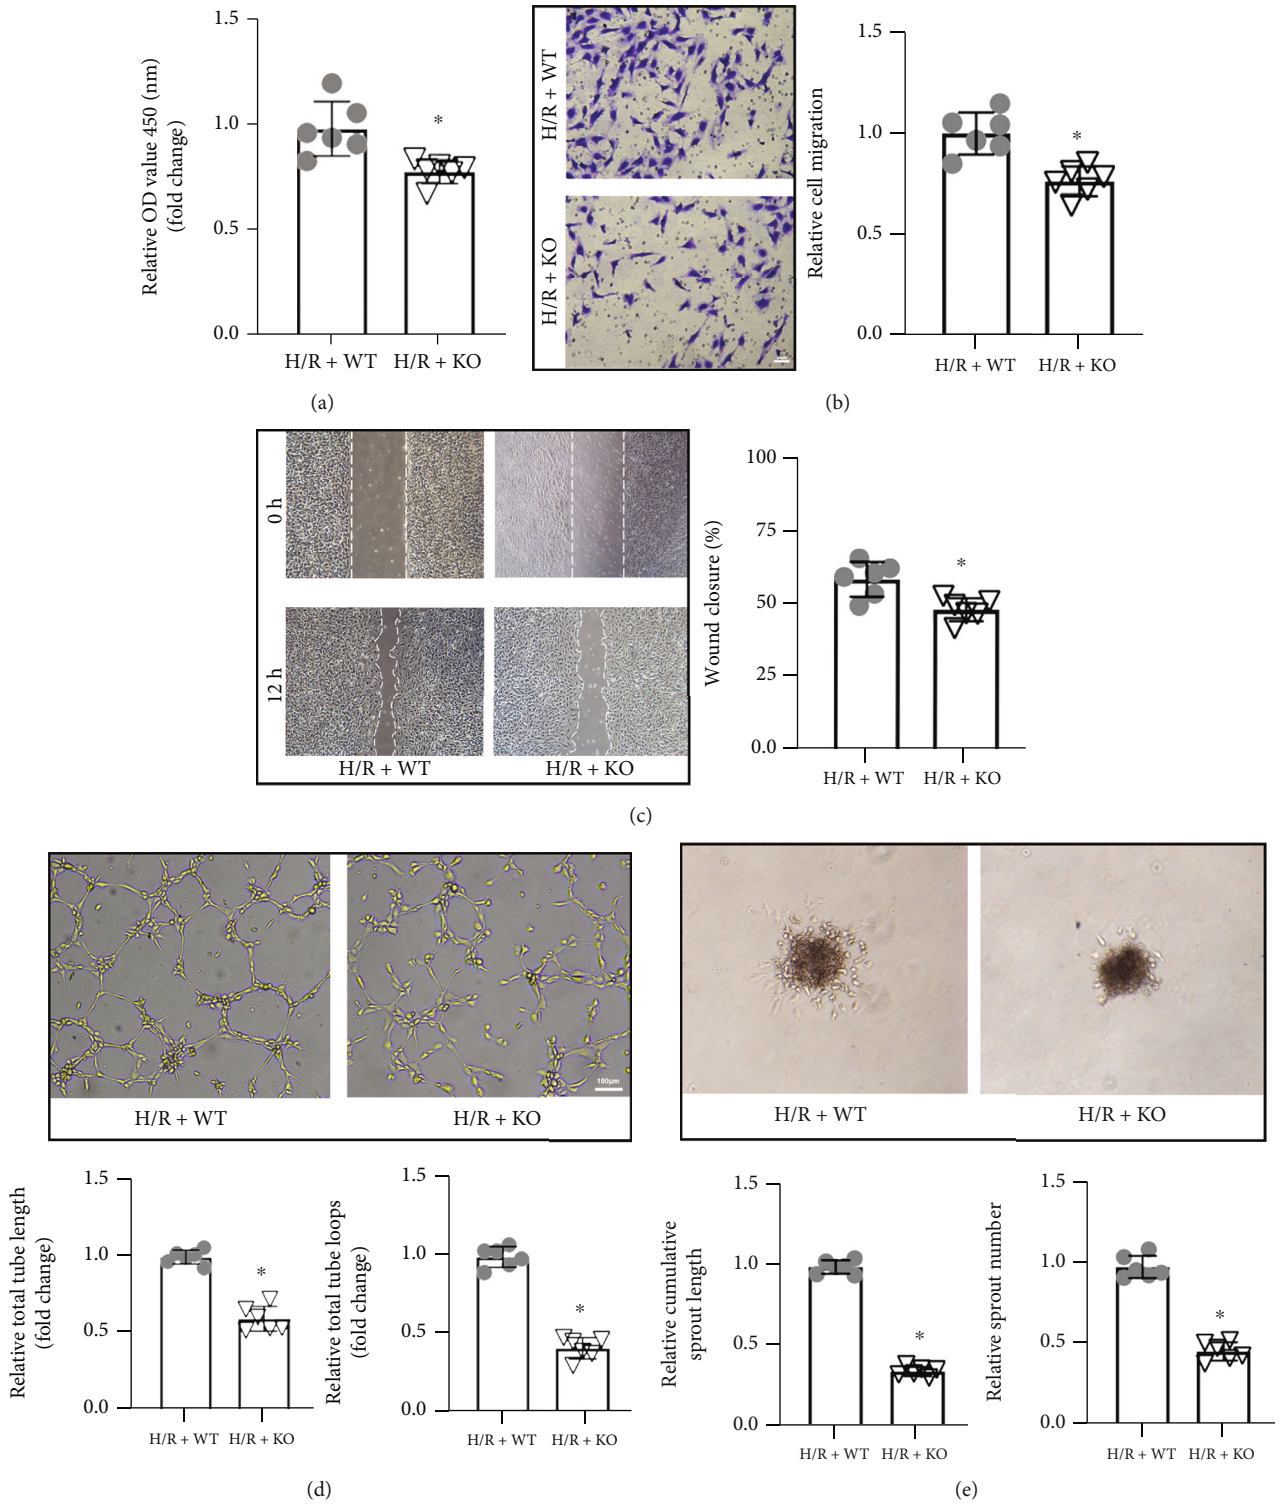 1.5
1.0
0.5
0.0
Relative OD value 450 (nm)
(fold change)
*
H/R + WT
H/R + KO
(a)
H/R + WT
H/R + KO
1.5
1.0
0.5
0.0
Relative cell migration
*
H/R + WT
H/R + KO
(b)
0 h
12 h
H/R + WT
H/R + KO
100
75
50
25
0.0
Wound closure (%)
*
H/R + WT
H/R + KO
(c)
100μm
H/R + WT
H/R + KO
1.5
1.0
0.5
0.0
Relative total tube length
(fold change)
*
H/R + WT
H/R + KO
1.5
1.0
0.5
0.0
Relative total tube loops
(fold change)
*
H/R + WT
H/R + KO
(d)
H/R + WT
H/R + KO
1.5
1.0
0.5
0.0
Relative cumulative
sprout length
*
H/R + WT
H/R + KO
1.5
1.0
0.5
0.0
Relative sprout number
*
H/R + WT
H/R + KO
(e)